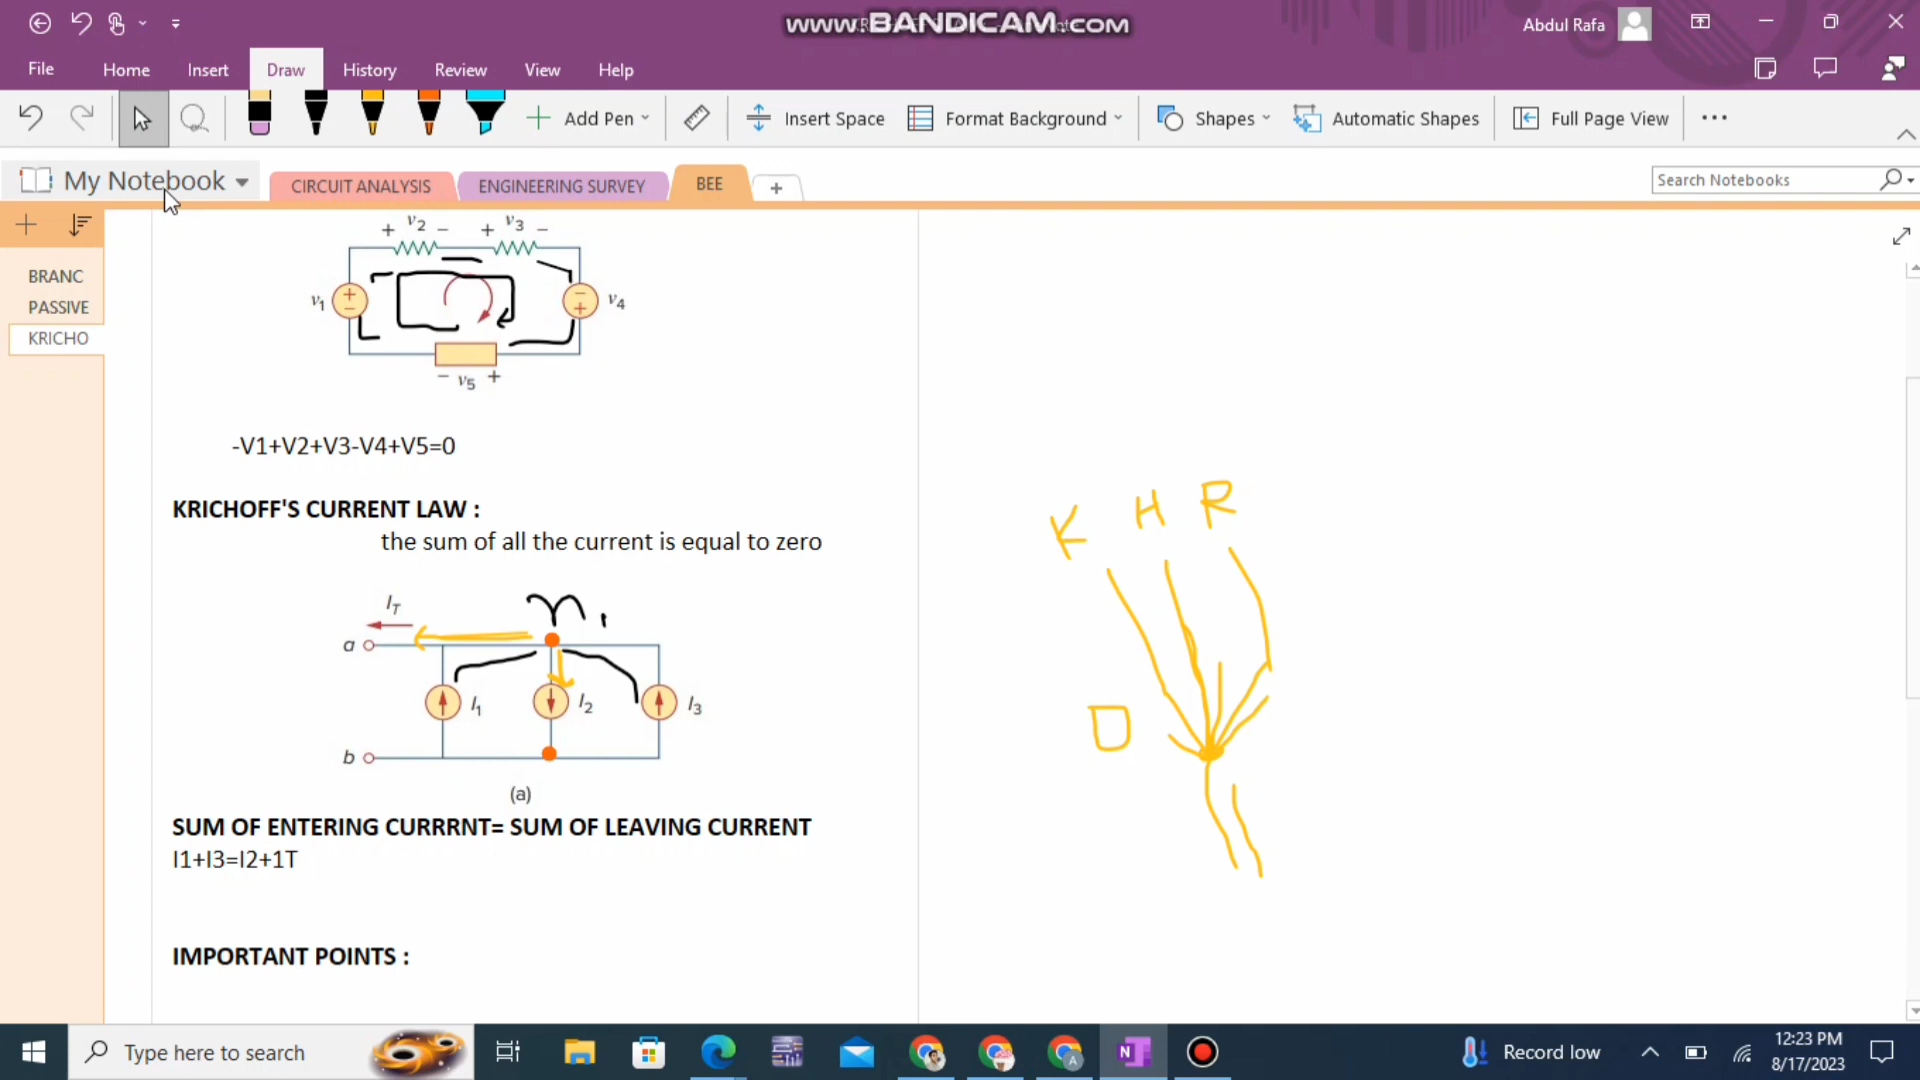 www.BANDICAM.com
Abdul Rafa
File Home Insert Draw History Review View Help
Add Pen Insert Space Format Background Shapes Automatic Shapes Full Page View
My Notebook CIRCUIT ANALYSIS ENGINEERING SURVEY BEE Search Notebooks
BRANC
PASSIVE
KRICHO
+ v2 − + v3 −
v1 + − − + v4
− v5 +
-V1+V2+V3-V4+V5=0
KRICHOFF'S CURRENT LAW :
the sum of all the current is equal to zero
K H R
IT
a
I1 I2 I3
b
(a)
SUM OF ENTERING CURRRNT= SUM OF LEAVING CURRENT
I1+I3=I2+1T
IMPORTANT POINTS :
Type here to search
Record low
12:23 PM
8/17/2023